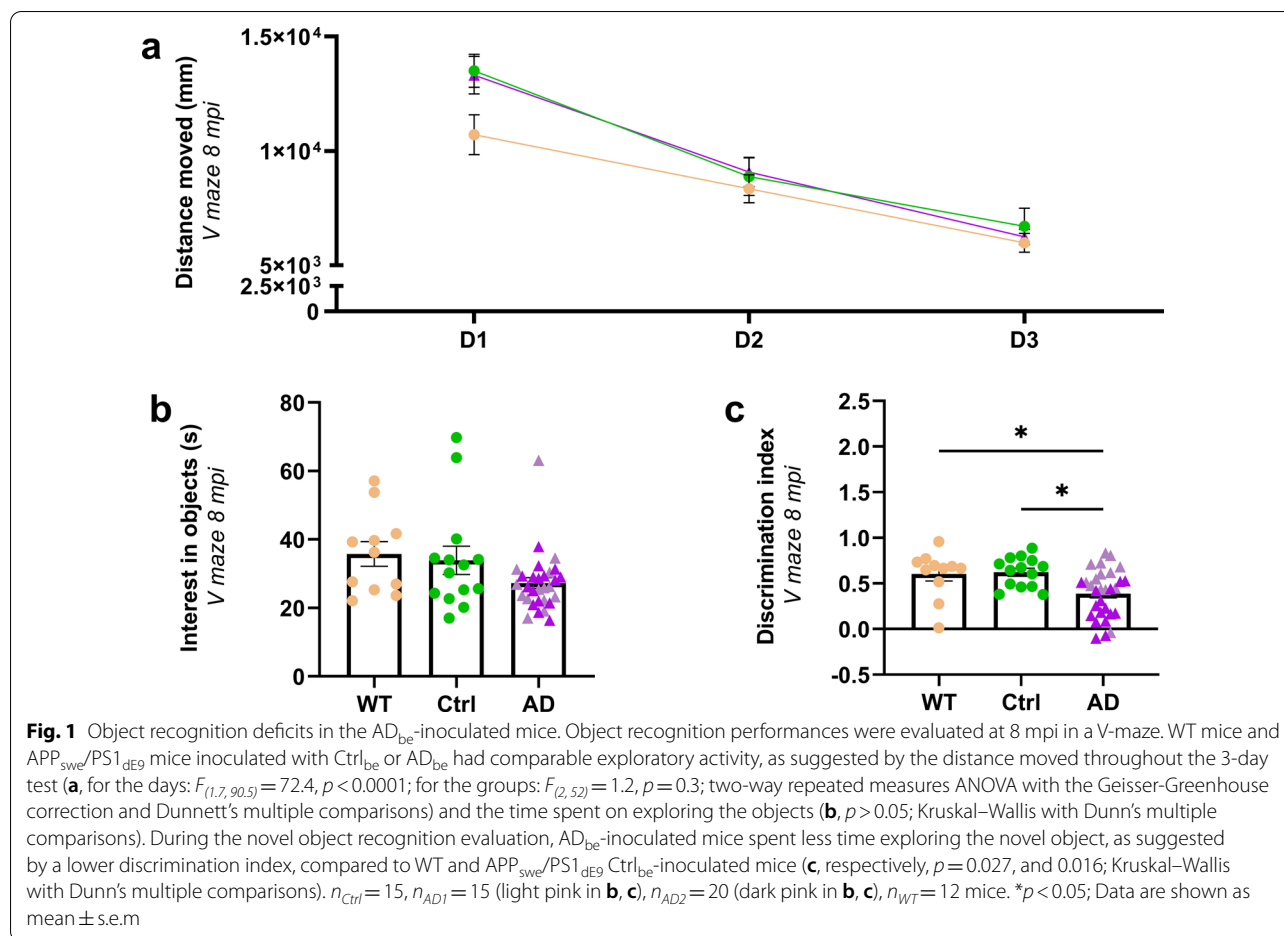 a
Distance moved (mm)
V maze 8 mpi
1.5×10⁴
1×10⁴
5×10³
2.5×10³
0
D1 D2 D3
b
Interest in objects (s)
V maze 8 mpi
80
60
40
20
0
WT Ctrl AD
c
Discrimination index
V maze 8 mpi
2.5
2.0
1.5
1.0
0.5
0.0
-0.5
*
*
WT Ctrl AD
Fig. 1 Object recognition deficits in the ADbe-inoculated mice. Object recognition performances were evaluated at 8 mpi in a V-maze. WT mice and
APPswe/PS1dE9 mice inoculated with Ctrlbe or ADbe had comparable exploratory activity, as suggested by the distance moved throughout the 3-day
test (a, for the days: F(1.7, 90.5) = 72.4, p < 0.0001; for the groups: F(2, 52) = 1.2, p = 0.3; two-way repeated measures ANOVA with the Geisser-Greenhouse
correction and Dunnett's multiple comparisons) and the time spent on exploring the objects (b, p > 0.05; Kruskal–Wallis with Dunn's multiple
comparisons). During the novel object recognition evaluation, ADbe-inoculated mice spent less time exploring the novel object, as suggested
by a lower discrimination index, compared to WT and APPswe/PS1dE9 Ctrlbe-inoculated mice (c, respectively, p = 0.027, and 0.016; Kruskal–Wallis
with Dunn's multiple comparisons). nCtrl = 15, nAD1 = 15 (light pink in b, c), nAD2 = 20 (dark pink in b, c), nWT = 12 mice. *p < 0.05; Data are shown as
mean ± s.e.m